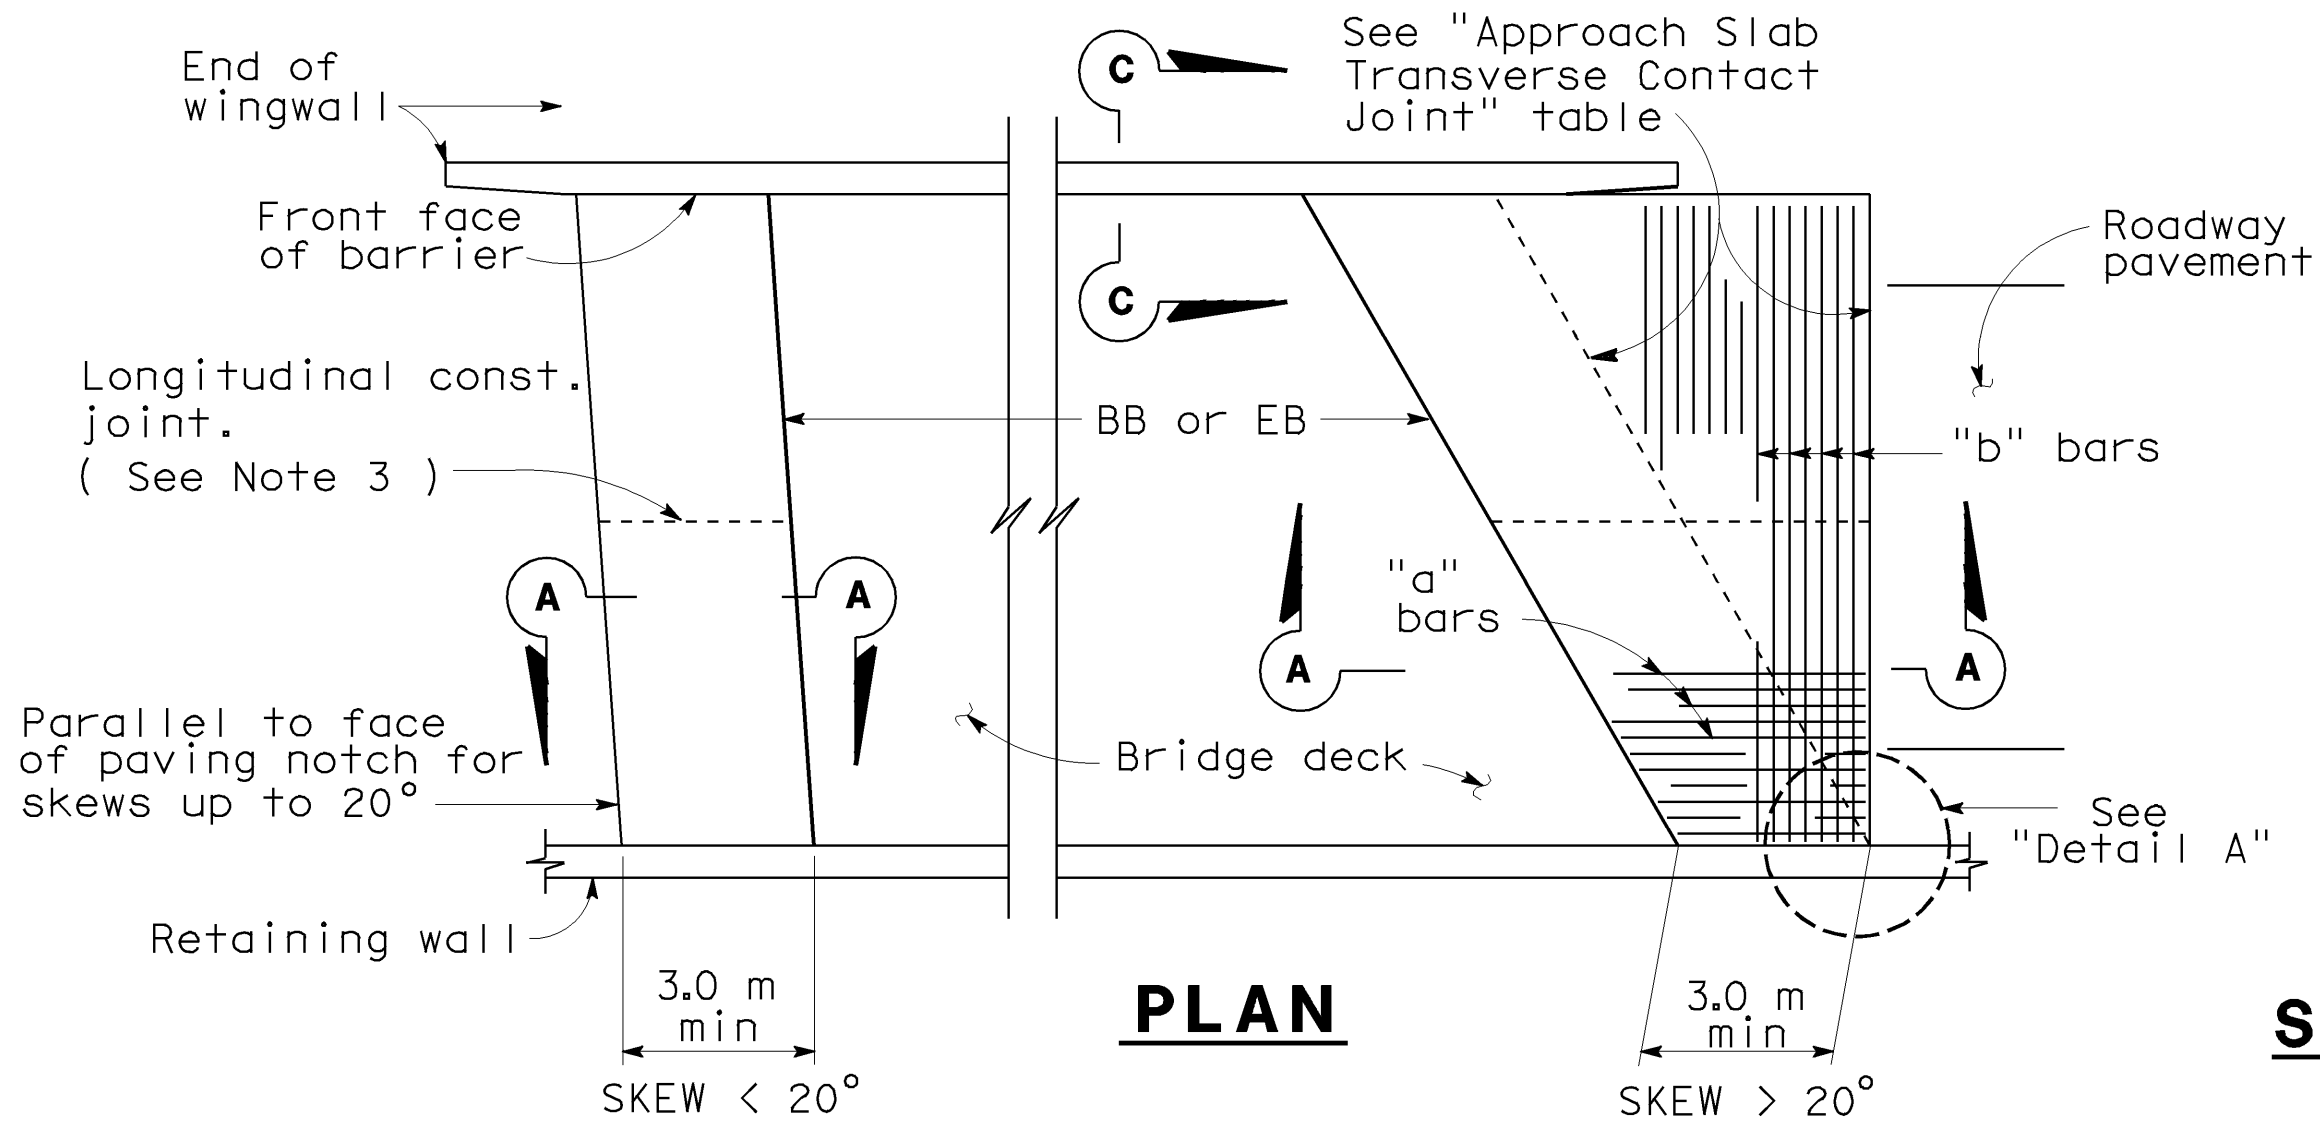 End of
wingwall
C
See "Approach Slab
Transverse Contact
Joint" table
Front face
of barrier
C
Roadway
pavement
Longitudinal const.
joint.
( See Note 3 )
BB or EB
"b" bars
A
A
"a"
bars
A
A
Parallel to face
of paving notch for
skews up to 20°
Bridge deck
See
"Detail A"
Retaining wall
3.0 m
min
SKEW < 20°
PLAN
3.0 m
min
SKEW > 20°
S